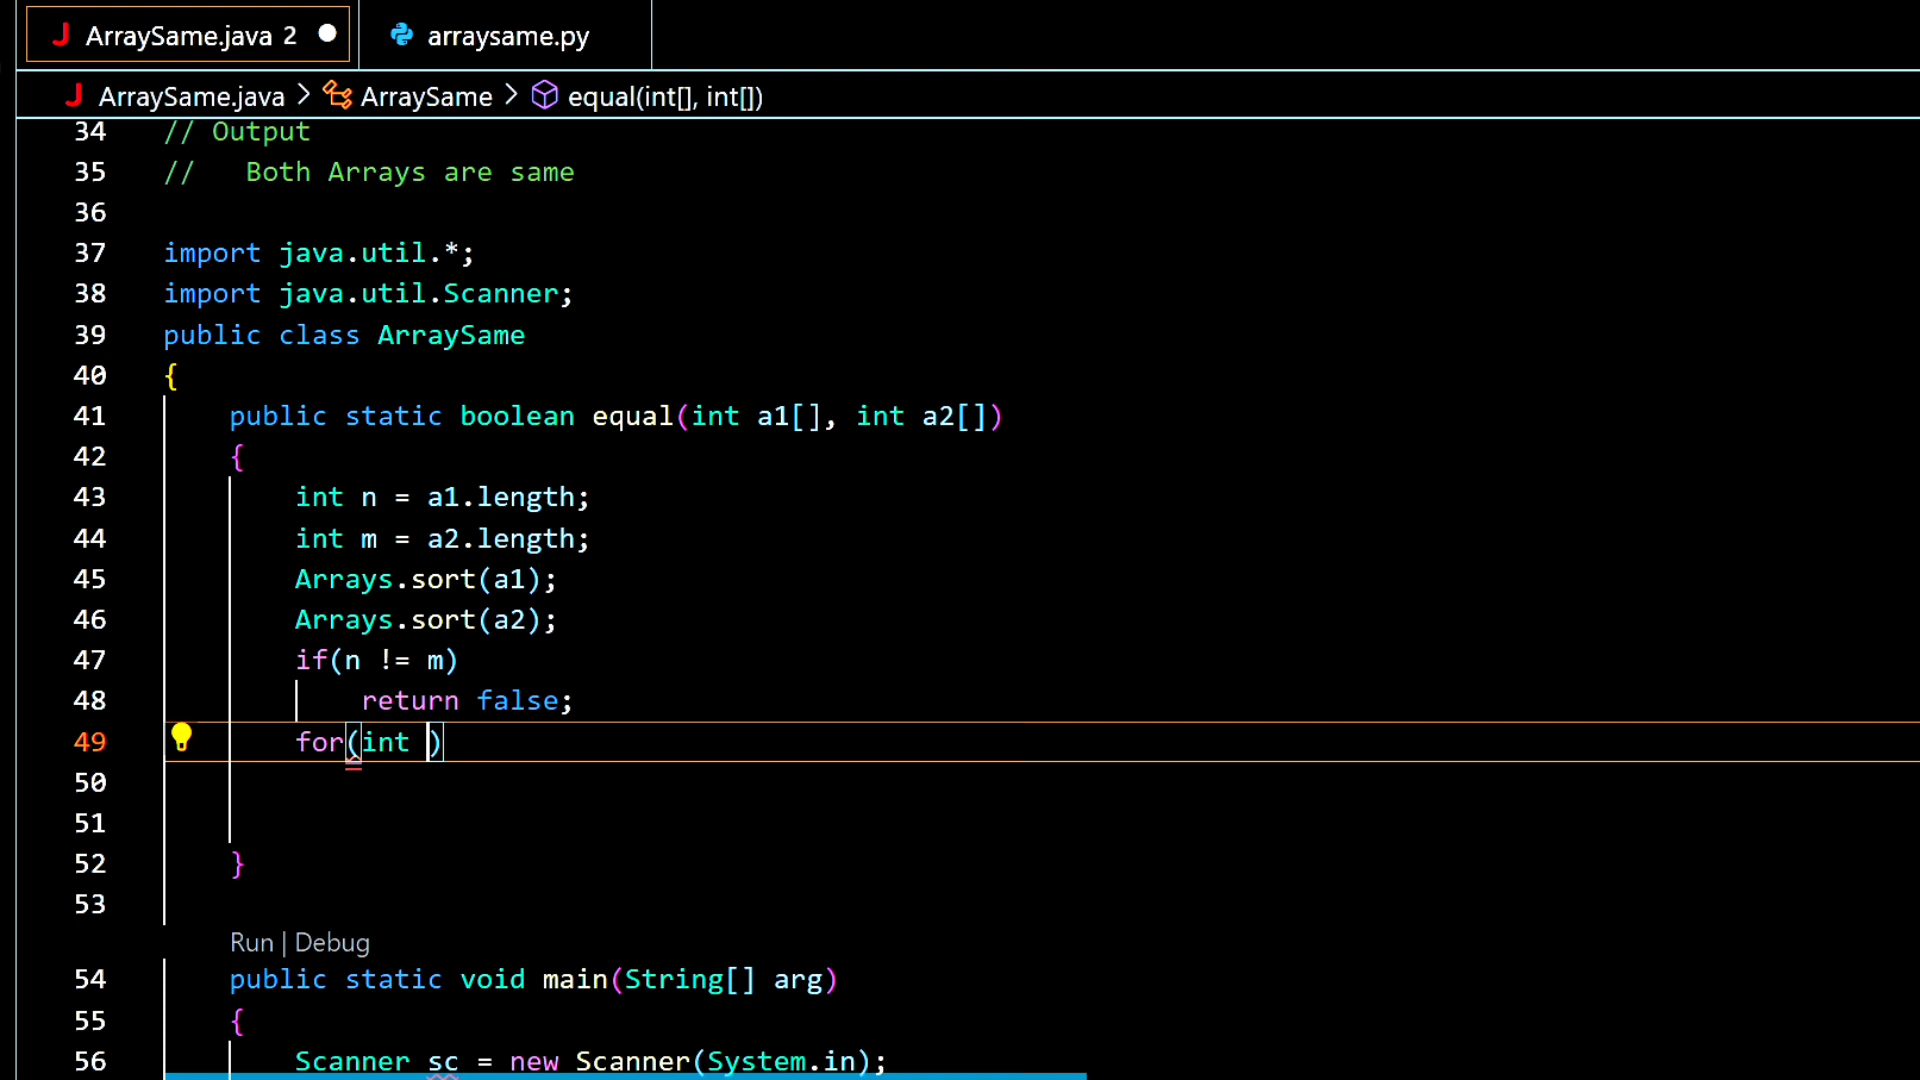 ArraySame.java 2 arraysame.py
ArraySame.java > ArraySame > equal(int[], int[])
34 // Output
35 //   Both Arrays are same
36
37 import java.util.*;
38 import java.util.Scanner;
39 public class ArraySame
40 {
41     public static boolean equal(int a1[], int a2[])
42     {
43         int n = a1.length;
44         int m = a2.length;
45         Arrays.sort(a1);
46         Arrays.sort(a2);
47         if(n != m)
48             return false;
49         for(int )
50
51
52     }
53
Run | Debug
54     public static void main(String[] arg)
55     {
56         Scanner sc = new Scanner(System.in);